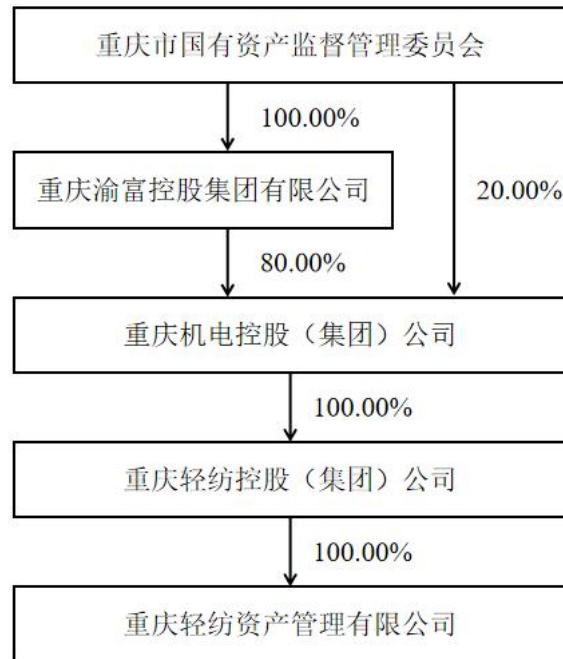 重庆市国有资产监督管理委员会
100.00%
重庆渝富控股集团有限公司
20.00%
80.00%
重庆机电控股（集团）公司
100.00%
重庆轻纺控股（集团）公司
100.00%
重庆轻纺资产管理有限公司